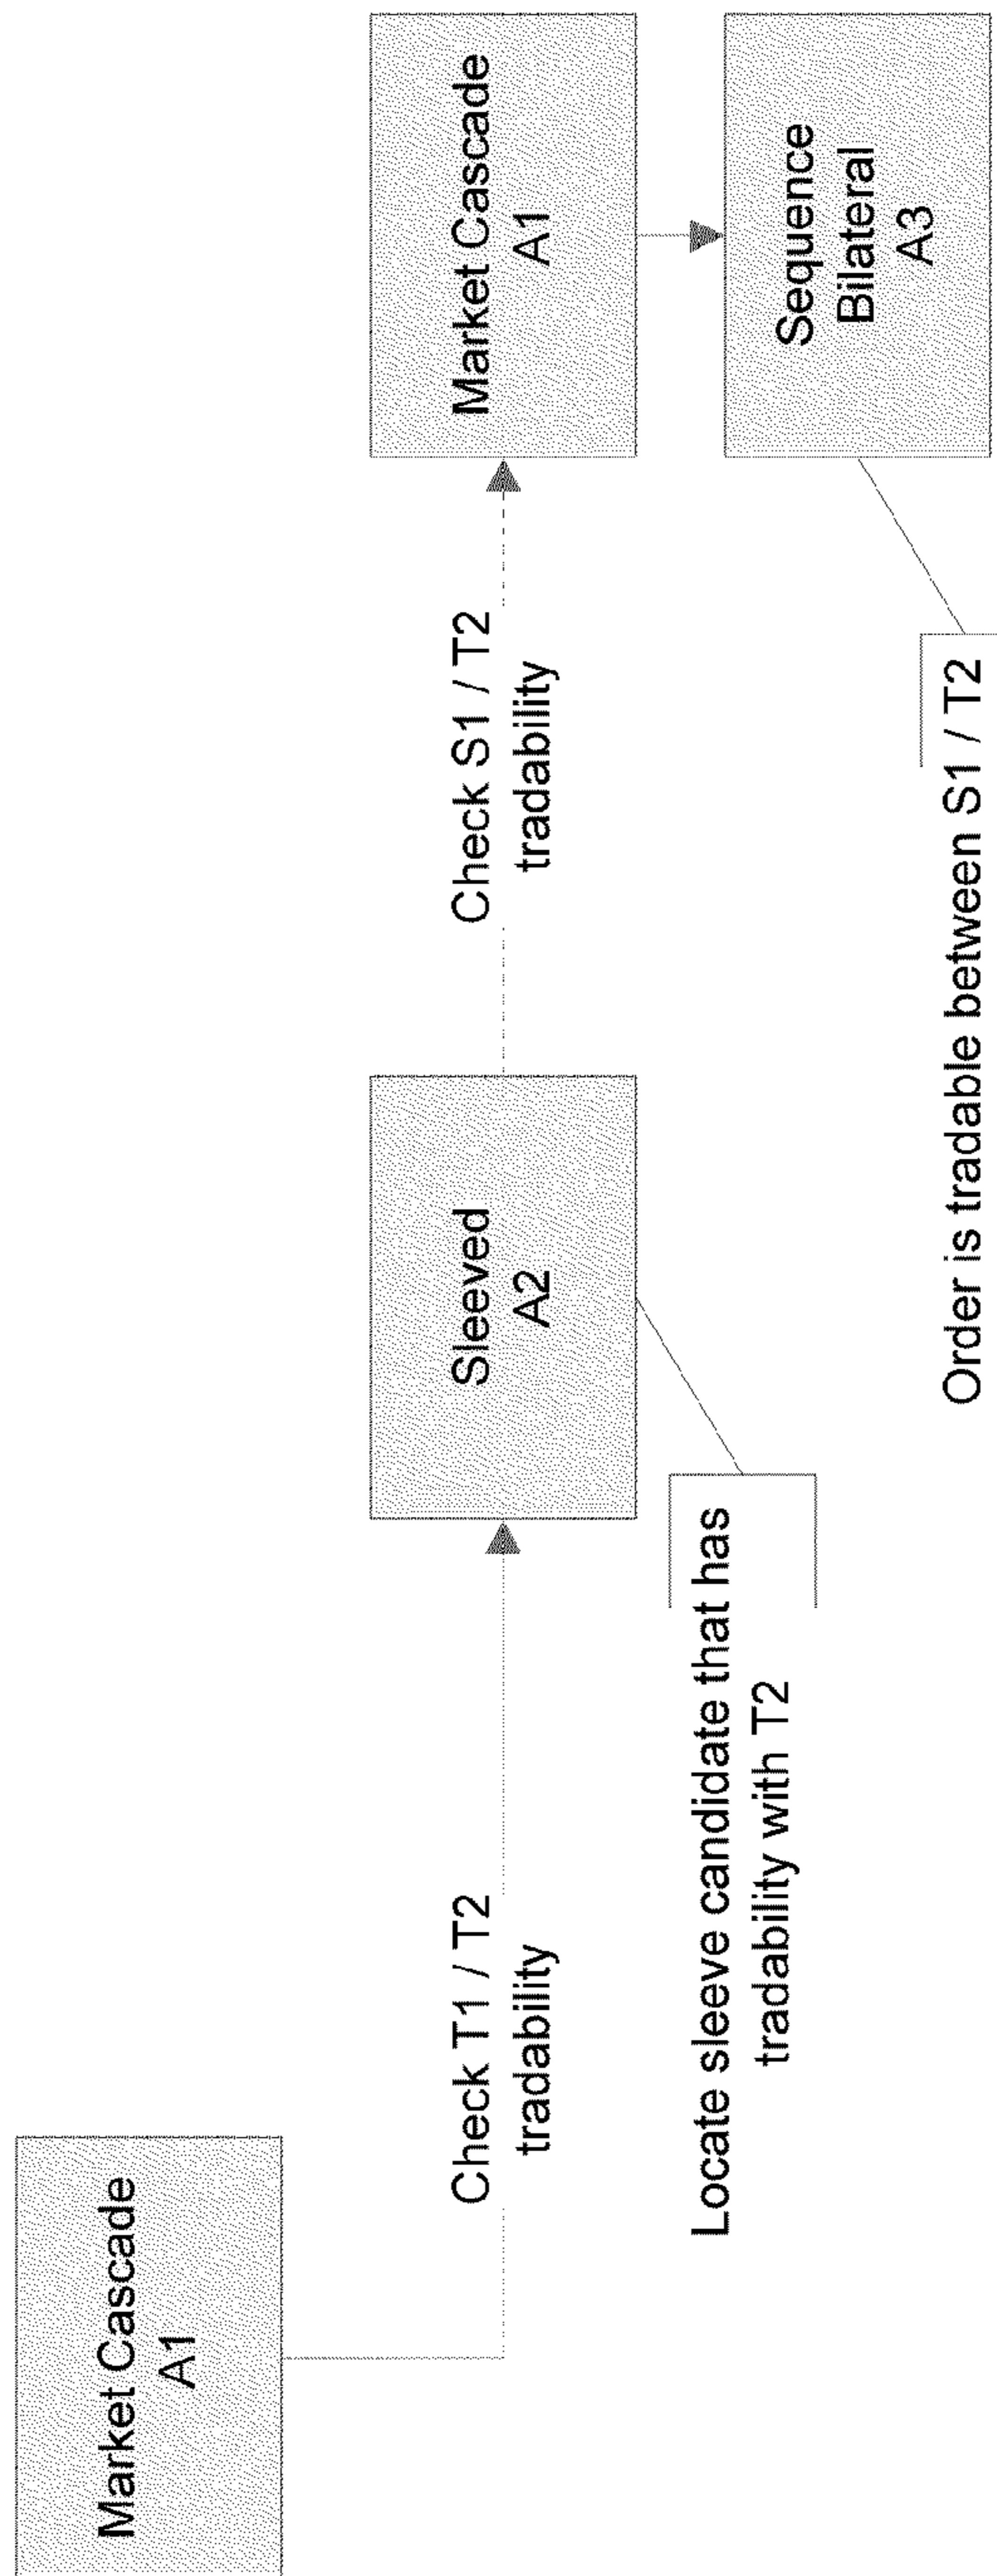 Market Cascade
A1
Check T1 / T2
tradability
Locate sleeve candidate that has
tradability with T2
Sleeved
A2
Check S1 / T2
tradability
Order is tradable between S1 / T2
Market Cascade
A1
Sequence
Bilateral
A3